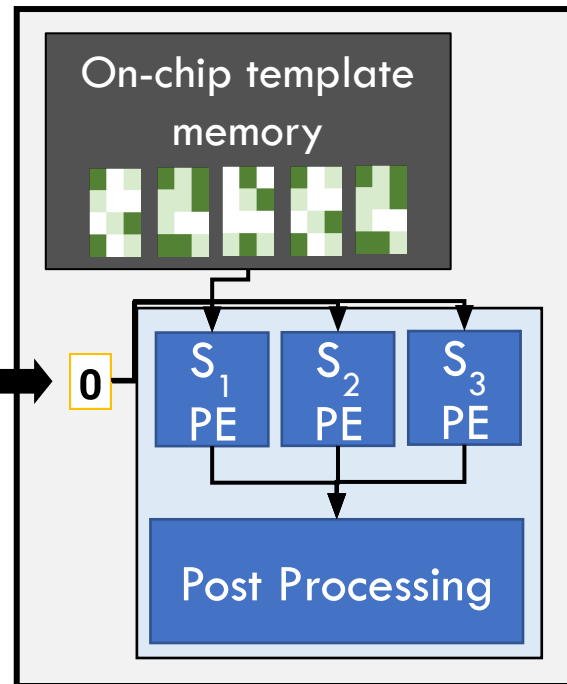 On-chip template
memory
0
S1
PE
S2
PE
S3
PE
Post Processing